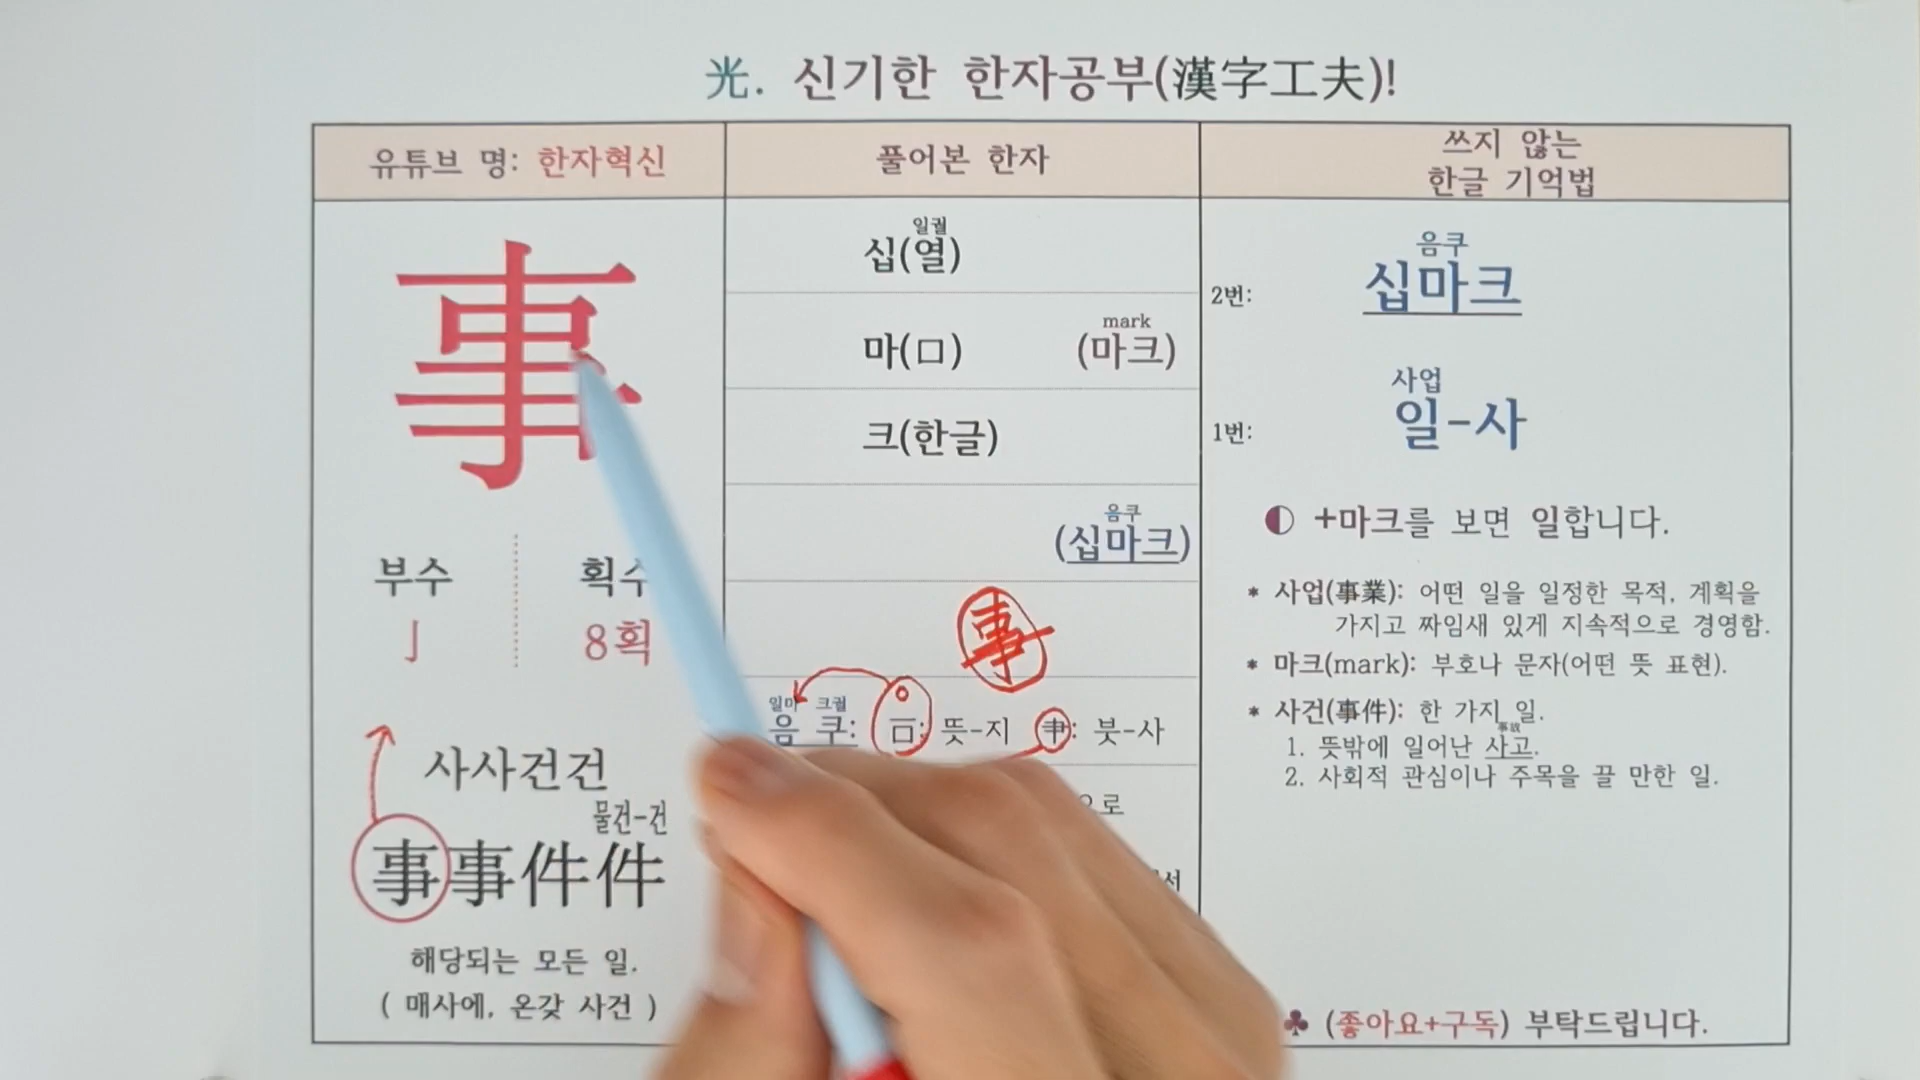 光. 신기한 한자공부(漢字工夫)!
유튜브 명: 한자혁신
풀어본 한자
쓰지 않는
한글 기억법
事
부수
획수
亅
8획
사사건건
물건-건
事事件件
해당되는 모든 일.
( 매사에, 온갖 사건 )
일궐
십(열)
mark
마(口) (마크)
크(한글)
음쿠
(십마크)
事
일마 크궐
음 쿠: 뜻-지 붓-사
으로
음쿠
2번: 십마크
사업
1번: 일-사
◐ +마크를 보면 일합니다.
* 사업(事業): 어떤 일을 일정한 목적, 계획을
가지고 짜임새 있게 지속적으로 경영함.
* 마크(mark): 부호나 문자(어떤 뜻 표현).
* 사건(事件): 한 가지 일.
事故
1. 뜻밖에 일어난 사고.
2. 사회적 관심이나 주목을 끌 만한 일.
♣ (좋아요+구독) 부탁드립니다.